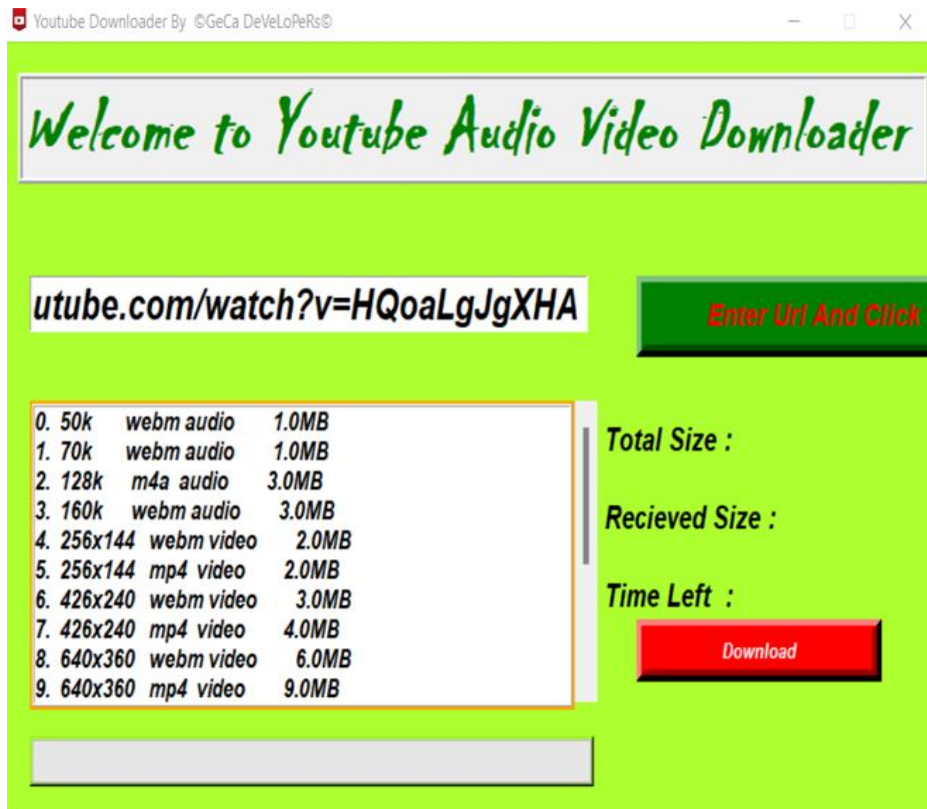 Youtube Downloader By ©GeCa DeVeLoPeRs©
Welcome to Youtube Audio Video Downloader
utube.com/watch?v=HQoaLgJgXHA
Enter Url And Click
0. 50k webm audio 1.0MB
1. 70k webm audio 1.0MB
2. 128k m4a audio 3.0MB
3. 160k webm audio 3.0MB
4. 256x144 webm video 2.0MB
5. 256x144 mp4 video 2.0MB
6. 426x240 webm video 3.0MB
7. 426x240 mp4 video 4.0MB
8. 640x360 webm video 6.0MB
9. 640x360 mp4 video 9.0MB
Total Size :
Recieved Size :
Time Left :
Download